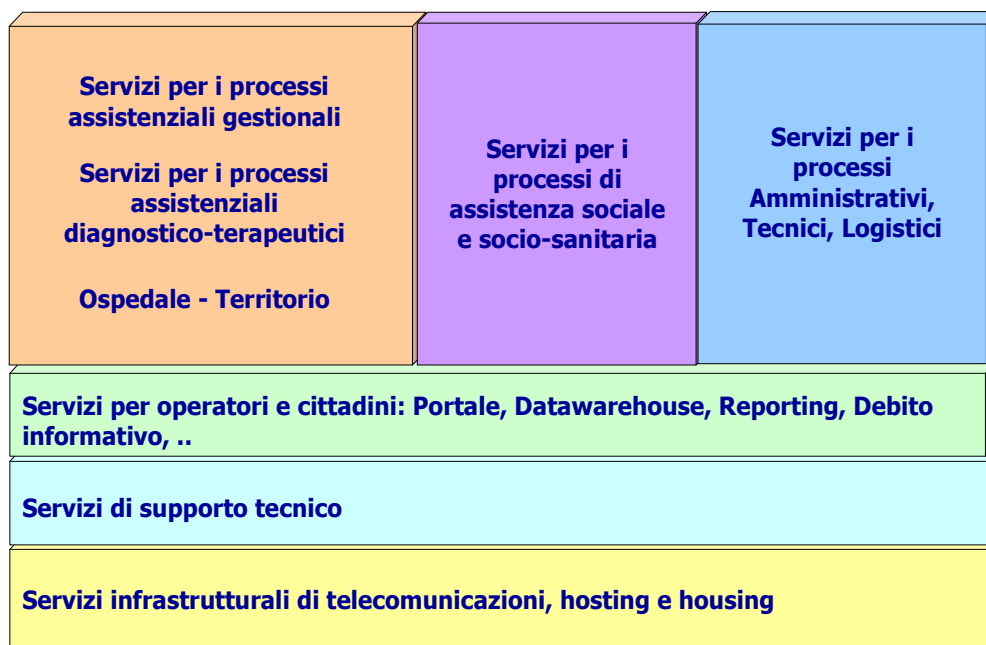 Servizi per i processi
assistenziali gestionali
Servizi per i processi
assistenziali
diagnostico-terapeutici
Ospedale - Territorio
Servizi per i
processi di
assistenza sociale
e socio-sanitaria
Servizi per i
processi
Amministrativi,
Tecnici, Logistici
Servizi per operatori e cittadini: Portale, Datawarehouse, Reporting, Debito
informativo, ..
Servizi di supporto tecnico
Servizi infrastrutturali di telecomunicazioni, hosting e housing